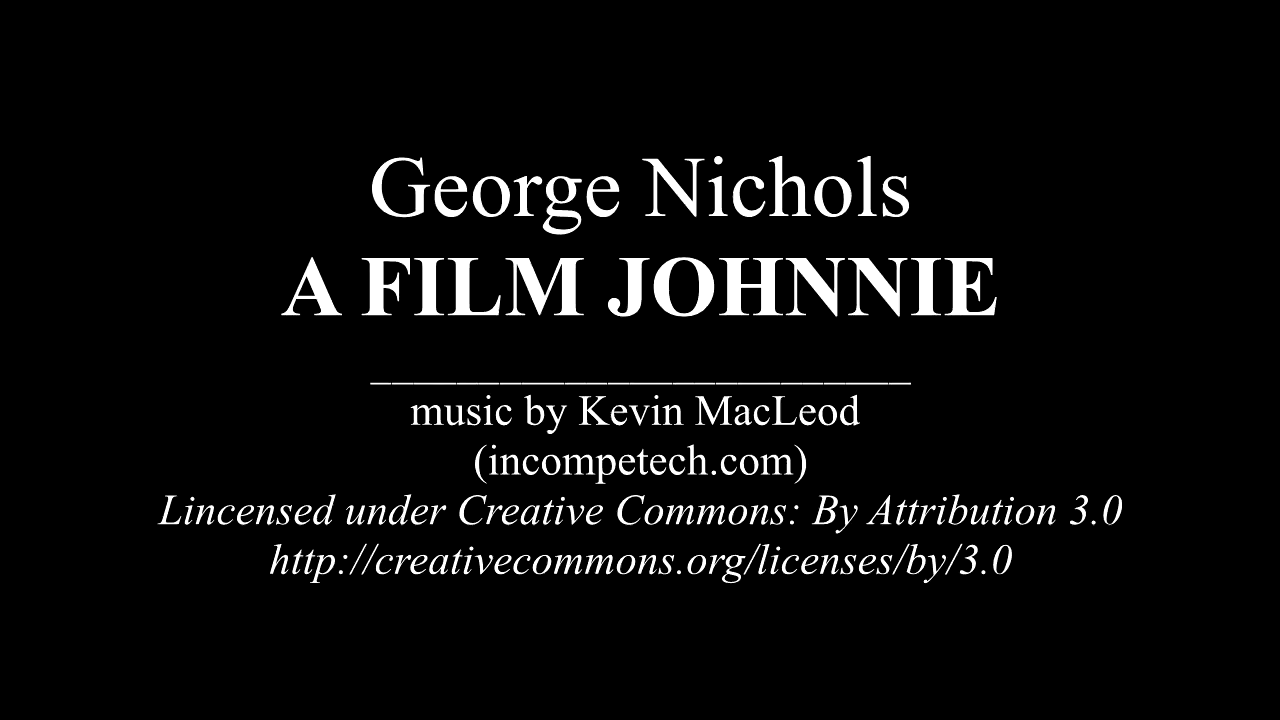 George Nichols
A FILM JOHNNIE
_________________________
music by Kevin MacLeod
(incompetech.com)
Lincensed under Creative Commons: By Attribution 3.0
http://creativecommons.org/licenses/by/3.0